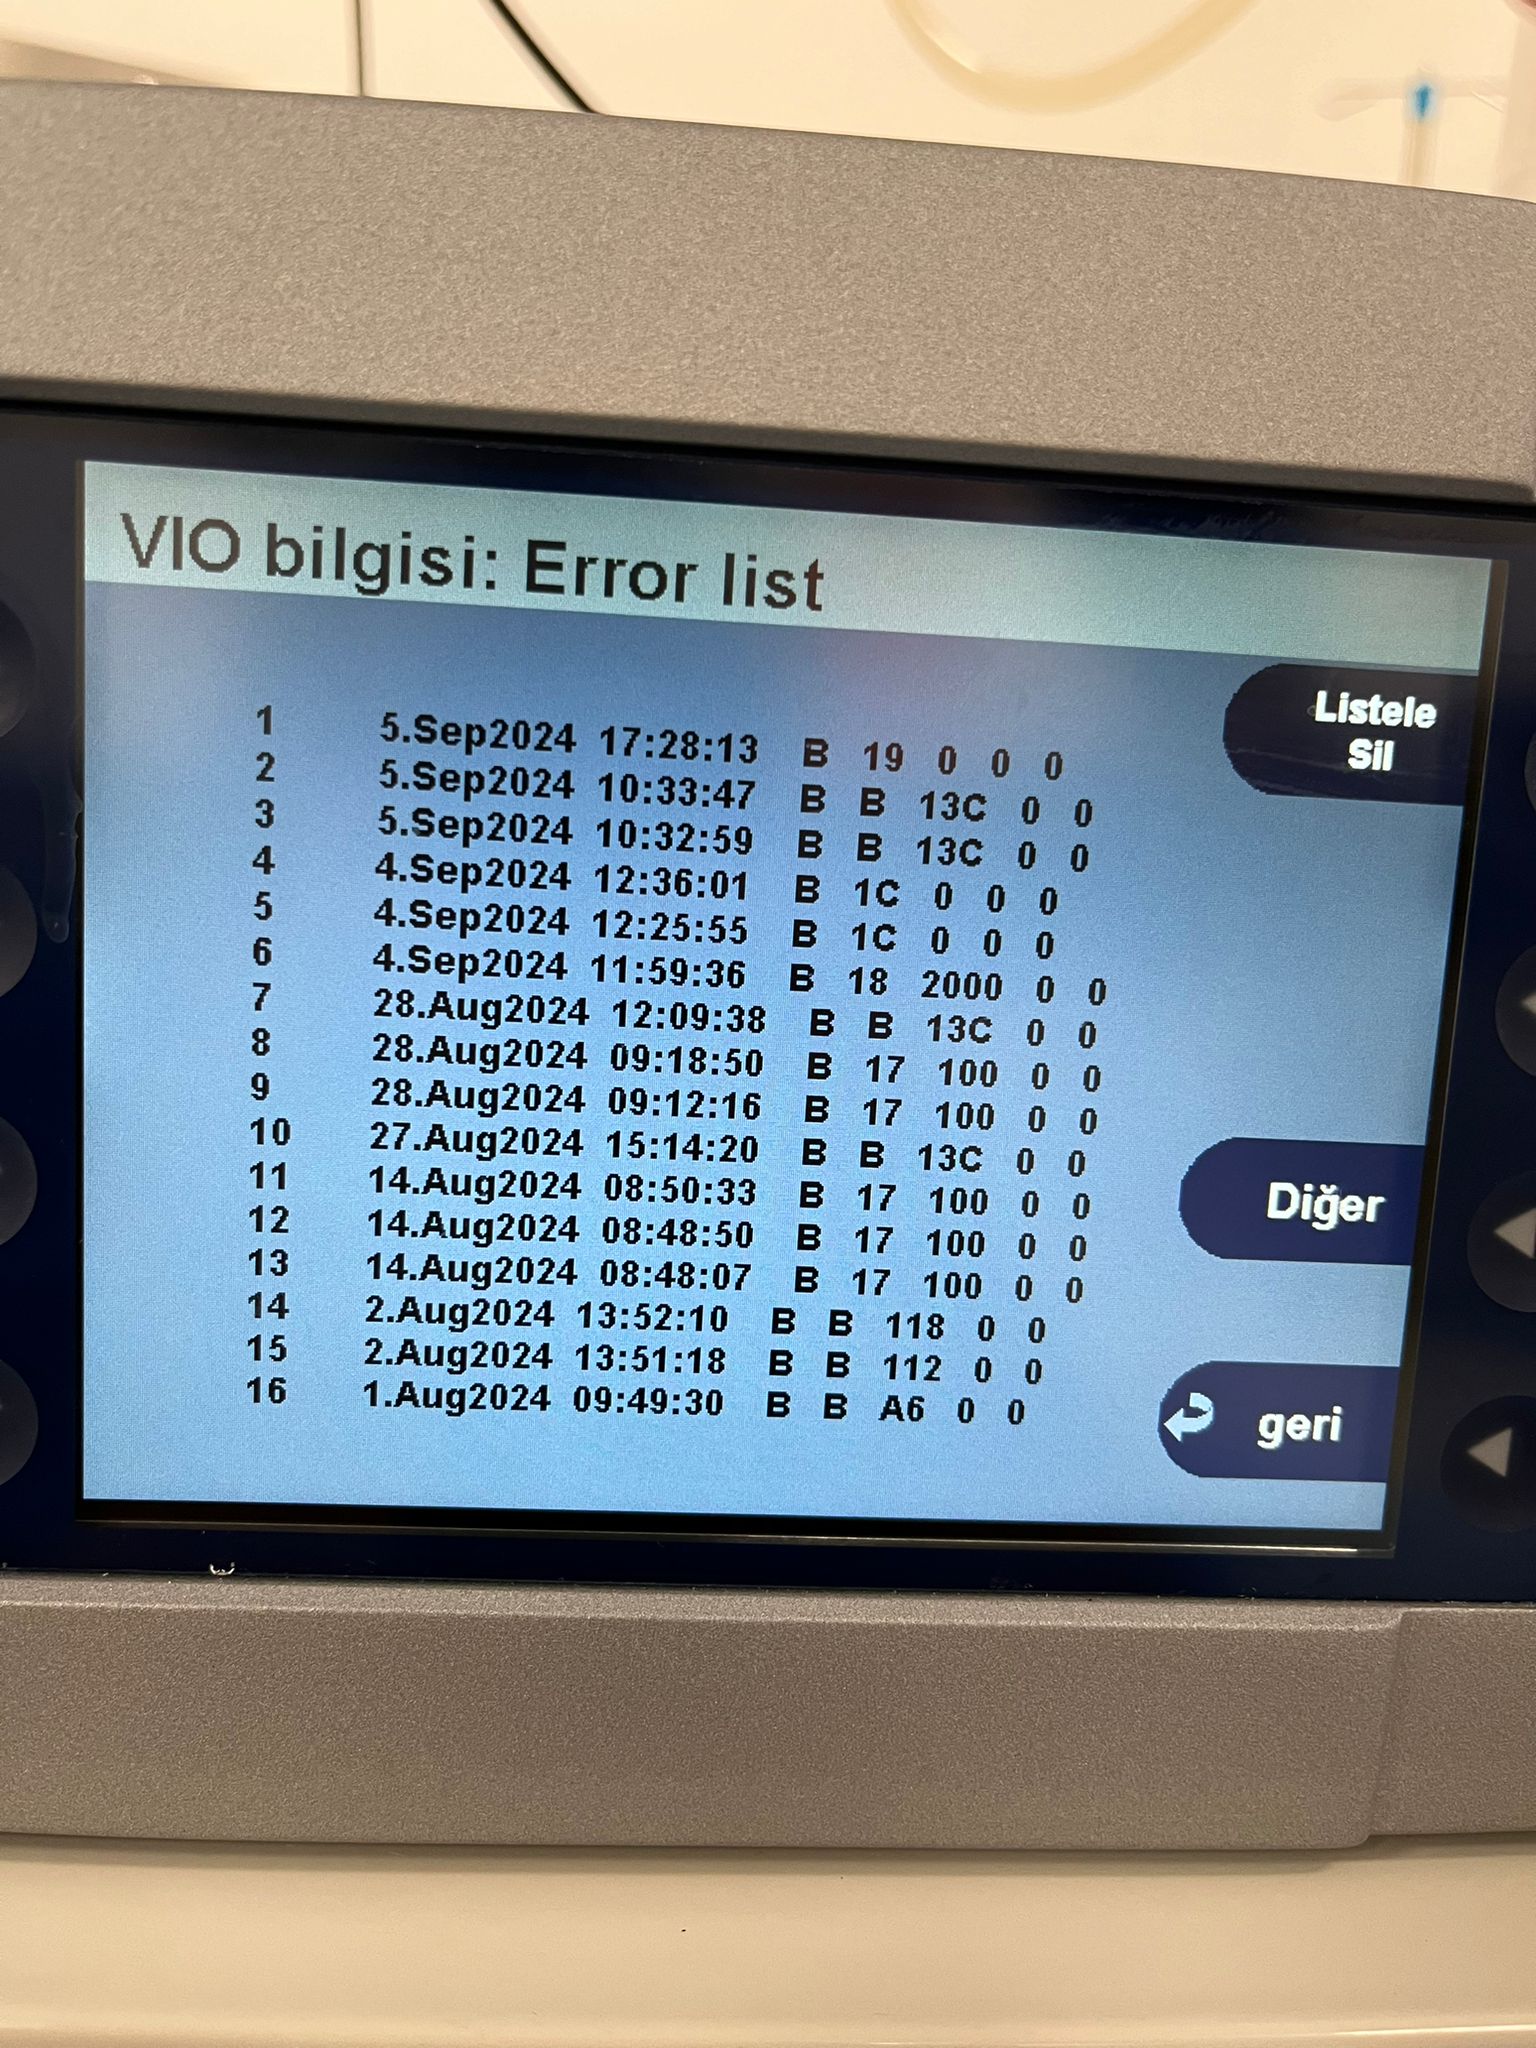 VIO bilgisi: Error list
1 5.Sep2024 17:28:13 B 19 0 0 0
2 5.Sep2024 10:33:47 B B 13C 0 0
3 5.Sep2024 10:32:59 B B 13C 0 0
4 4.Sep2024 12:36:01 B 1C 0 0 0
5 4.Sep2024 12:25:55 B 1C 0 0 0
6 4.Sep2024 11:59:36 B 18 2000 0 0
7 28.Aug2024 12:09:38 B B 13C 0 0
8 28.Aug2024 09:18:50 B 17 100 0 0
9 28.Aug2024 09:12:16 B 17 100 0 0
10 27.Aug2024 15:14:20 B B 13C 0 0
11 14.Aug2024 08:50:33 B 17 100 0 0
12 14.Aug2024 08:48:50 B 17 100 0 0
13 14.Aug2024 08:48:07 B 17 100 0 0
14 2.Aug2024 13:52:10 B B 118 0 0
15 2.Aug2024 13:51:18 B B 112 0 0
16 1.Aug2024 09:49:30 B B A6 0 0
Listele
Sil
Diğer
geri